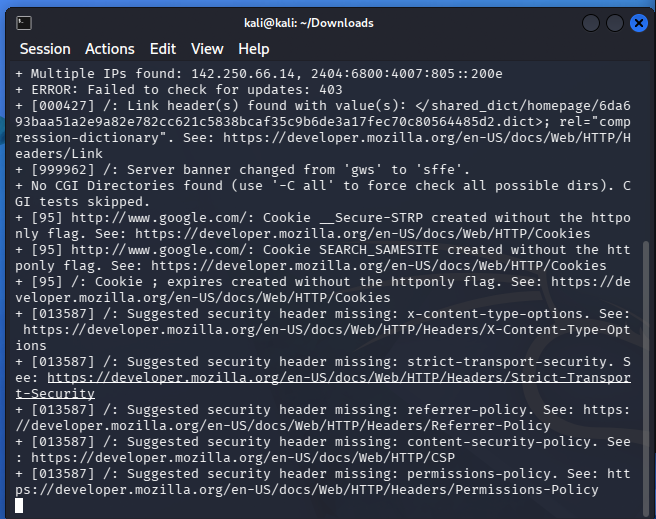 kali@kali: ~/Downloads
Session Actions Edit View Help
+ Multiple IPs found: 142.250.66.14, 2404:6800:4007:805::200e
+ ERROR: Failed to check for updates: 403
+ [000427] /: Link header(s) found with value(s): </shared_dict/homepage/6da6
93baa51a2e9a82e782cc621c5838bcaf35c9b6de3a17fec70c80564485d2.dict>; rel="comp
ression-dictionary". See: https://developer.mozilla.org/en-US/docs/Web/HTTP/H
eaders/Link
+ [999962] /: Server banner changed from 'gws' to 'sffe'.
+ No CGI Directories found (use '-C all' to force check all possible dirs). C
GI tests skipped.
+ [95] http://www.google.com/: Cookie __Secure-STRP created without the httpo
nly flag. See: https://developer.mozilla.org/en-US/docs/Web/HTTP/Cookies
+ [95] http://www.google.com/: Cookie SEARCH_SAMESITE created without the htt
ponly flag. See: https://developer.mozilla.org/en-US/docs/Web/HTTP/Cookies
+ [95] /: Cookie ; expires created without the httponly flag. See: https://de
veloper.mozilla.org/en-US/docs/Web/HTTP/Cookies
+ [013587] /: Suggested security header missing: x-content-type-options. See:
https://developer.mozilla.org/en-US/docs/Web/HTTP/Headers/X-Content-Type-Opt
ions
+ [013587] /: Suggested security header missing: strict-transport-security. S
ee: https://developer.mozilla.org/en-US/docs/Web/HTTP/Headers/Strict-Transpor
t-Security
+ [013587] /: Suggested security header missing: referrer-policy. See: https:
//developer.mozilla.org/en-US/docs/Web/HTTP/Headers/Referrer-Policy
+ [013587] /: Suggested security header missing: content-security-policy. See
: https://developer.mozilla.org/en-US/docs/Web/HTTP/CSP
+ [013587] /: Suggested security header missing: permissions-policy. See: htt
ps://developer.mozilla.org/en-US/docs/Web/HTTP/Headers/Permissions-Policy